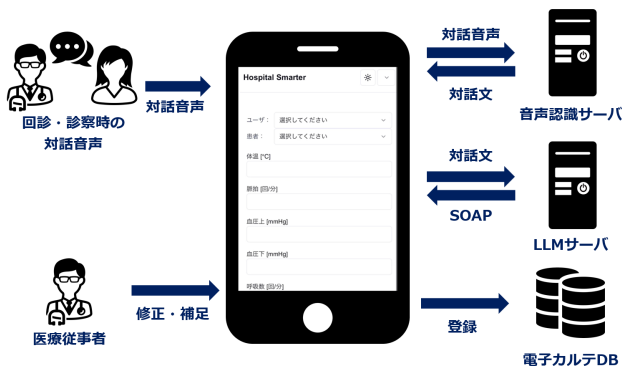 対話音声
回診・診察時の
対話音声
医療従事者
修正・補足
Hospital Smarter
ユーザ： 選択してください
患者： 選択してください
体温 [°C]
脈拍 [回/分]
血圧上 [mmHg]
血圧下 [mmHg]
呼吸数 [回/分]
対話音声
対話文
音声認識サーバ
対話文
SOAP
LLMサーバ
登録
電子カルテDB